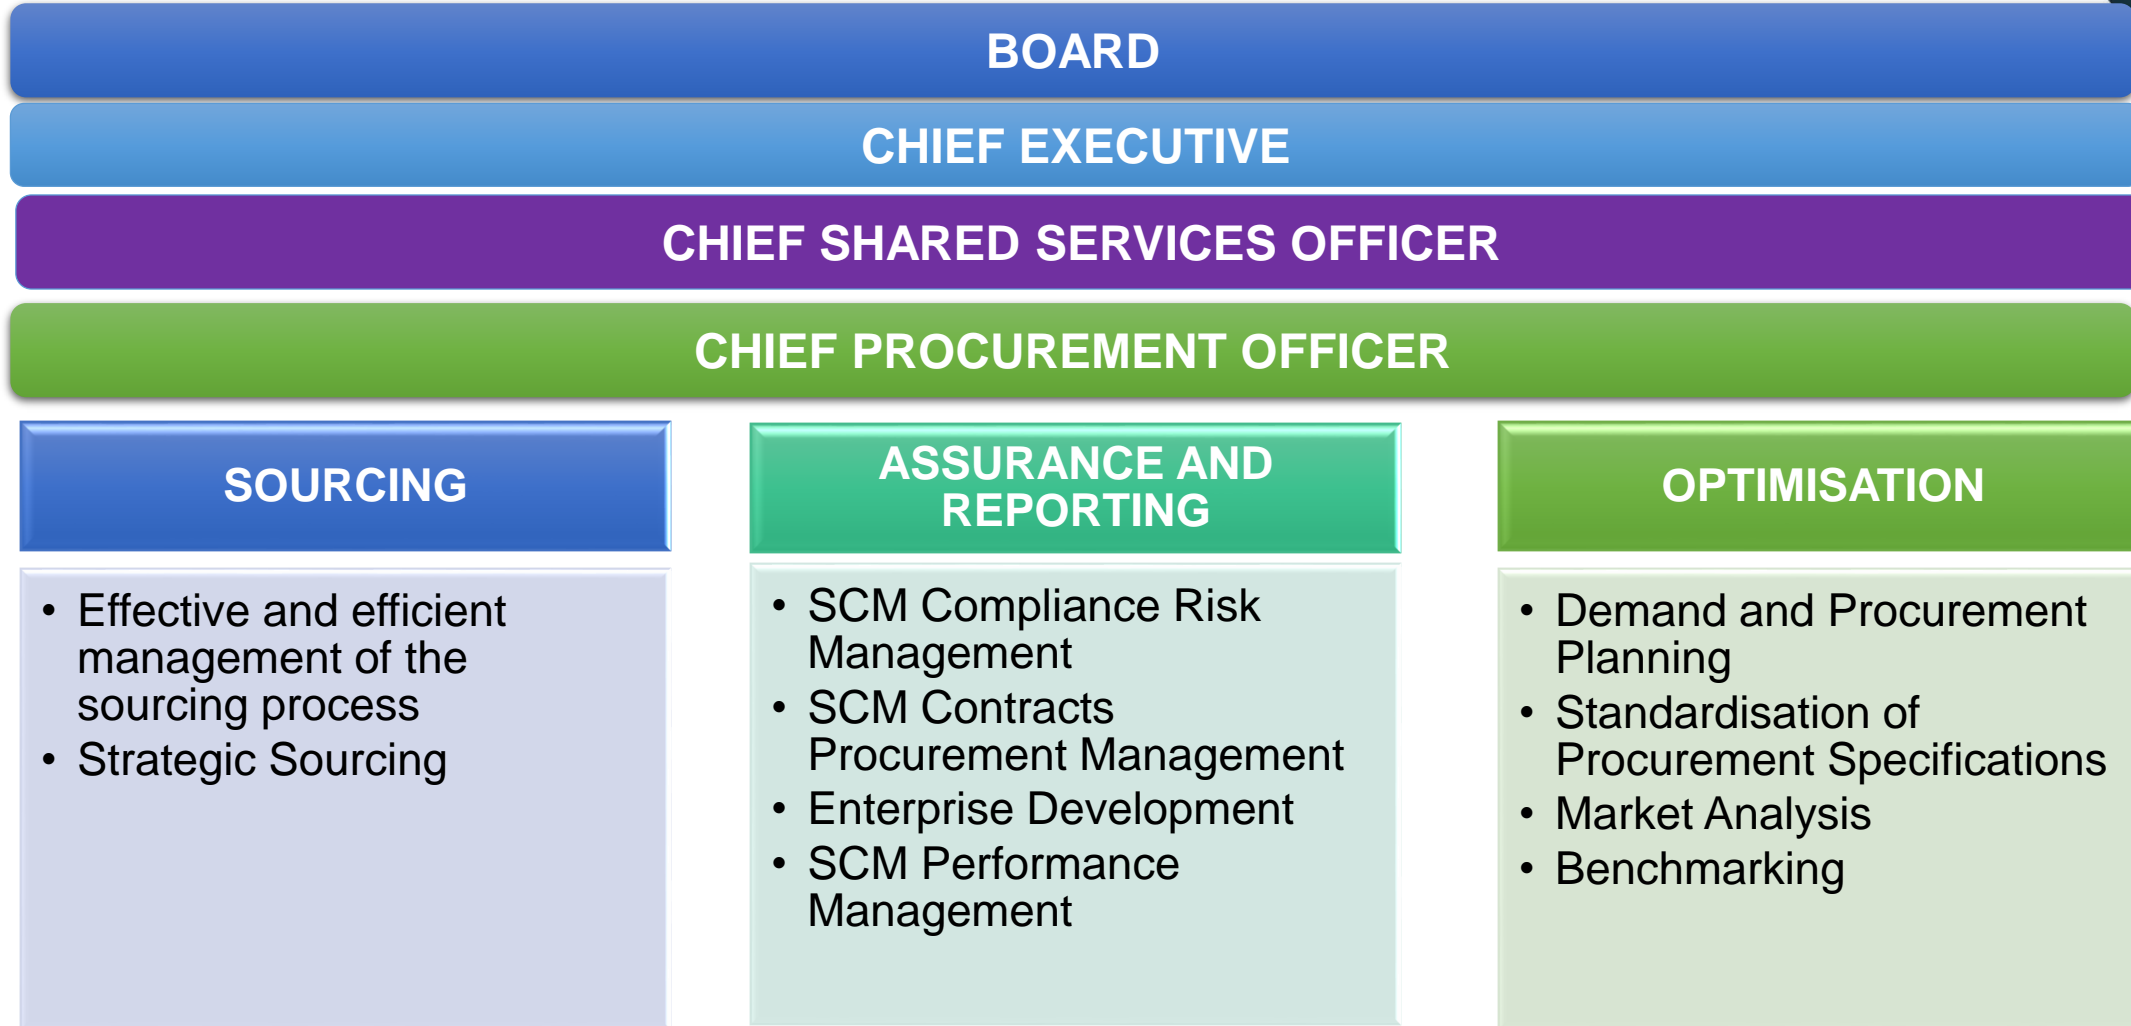 BOARD
CHIEF EXECUTIVE
CHIEF SHARED SERVICES OFFICER
CHIEF PROCUREMENT OFFICER
SOURCING
• Effective and efficient
management of the
sourcing process
• Strategic Sourcing
ASSURANCE AND
REPORTING
• SCM Compliance Risk
Management
• SCM Contracts
Procurement Management
• Enterprise Development
• SCM Performance
Management
OPTIMISATION
• Demand and Procurement
Planning
• Standardisation of
Procurement Specifications
• Market Analysis
• Benchmarking